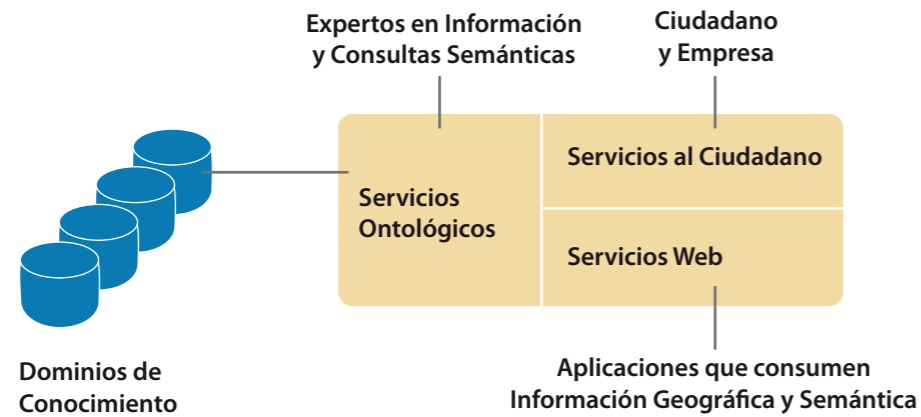 Expertos en Información
y Consultas Semánticas
Ciudadano
y Empresa
Servicios
Ontológicos
Servicios al Ciudadano
Servicios Web
Dominios de
Conocimiento
Aplicaciones que consumen
Información Geográfica y Semántica